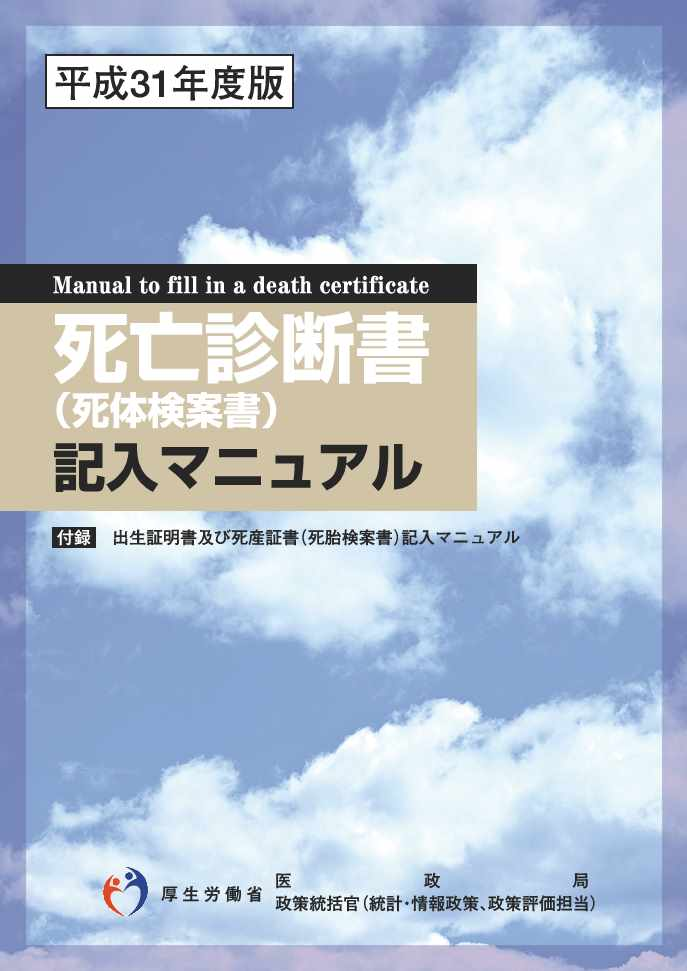 平成31年度版
Manual to fill in a death certificate
死亡診断書
（死体検案書）
記入マニュアル
付録 出生証明書及び死産証書（死胎検案書）記入マニュアル
厚生労働省
医政局
政策統括官（統計・情報政策、政策評価担当）